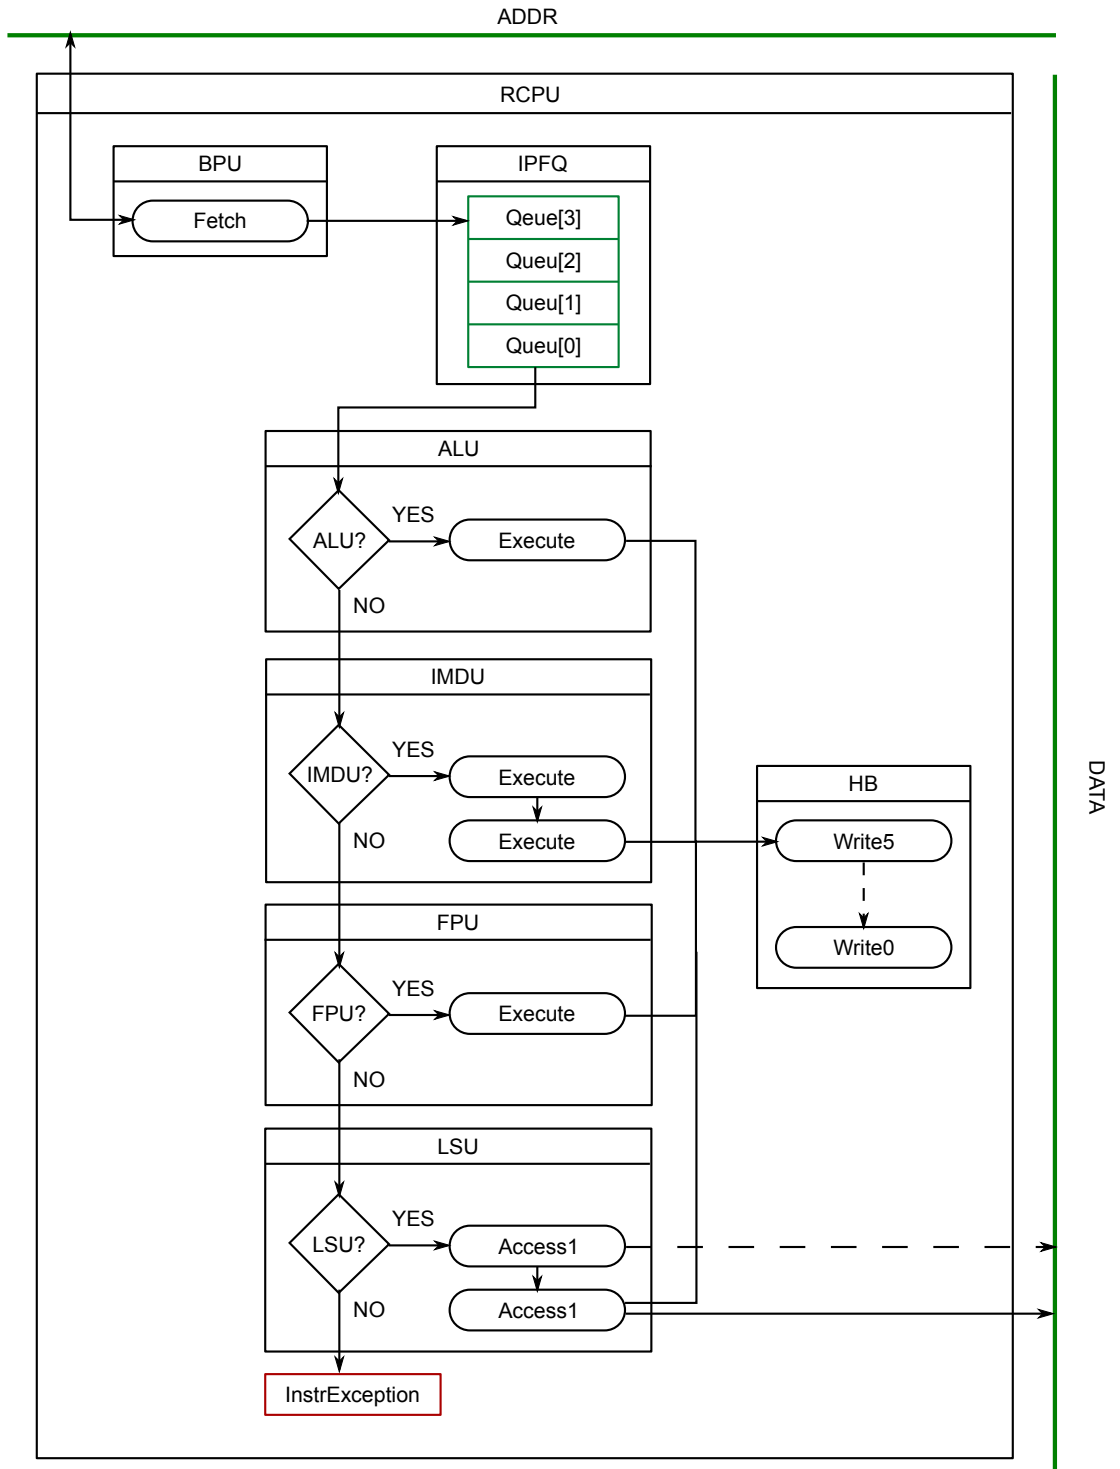 ADDR
RCPU
BPU
IPFQ
Fetch
Qeue[3]
Queu[2]
Queu[1]
Queu[0]
ALU
ALU?
YES
Execute
NO
IMDU
IMDU?
YES
Execute
Execute
NO
HB
Write5
Write0
DATA
FPU
FPU?
YES
Execute
NO
LSU
LSU?
YES
Access1
Access1
NO
InstrException